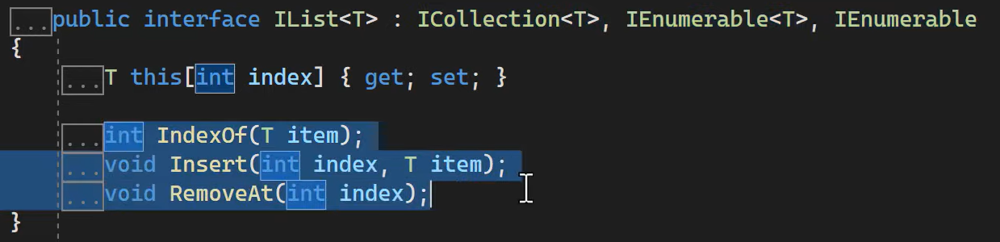 ...public interface IList<T> : ICollection<T>, IEnumerable<T>, IEnumerable
{
...T this[int index] { get; set; }
...int IndexOf(T item);
...void Insert(int index, T item);
...void RemoveAt(int index);
}